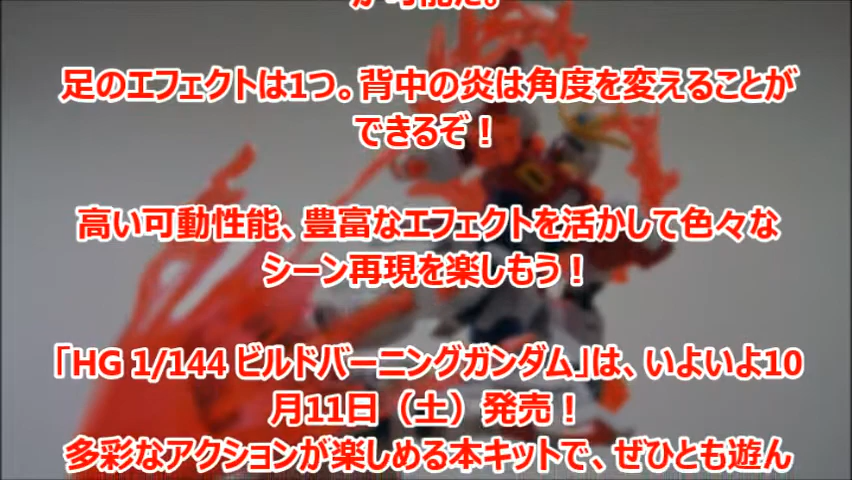 が可能だ。
足のエフェクトは1つ。背中の炎は角度を変えることが
できるぞ！
高い可動性能、豊富なエフェクトを活かして色々な
シーン再現を楽しもう！
「HG 1/144 ビルドバーニングガンダム」は、いよいよ10
月11日（土）発売！
多彩なアクションが楽しめる本キットで、ぜひとも遊ん